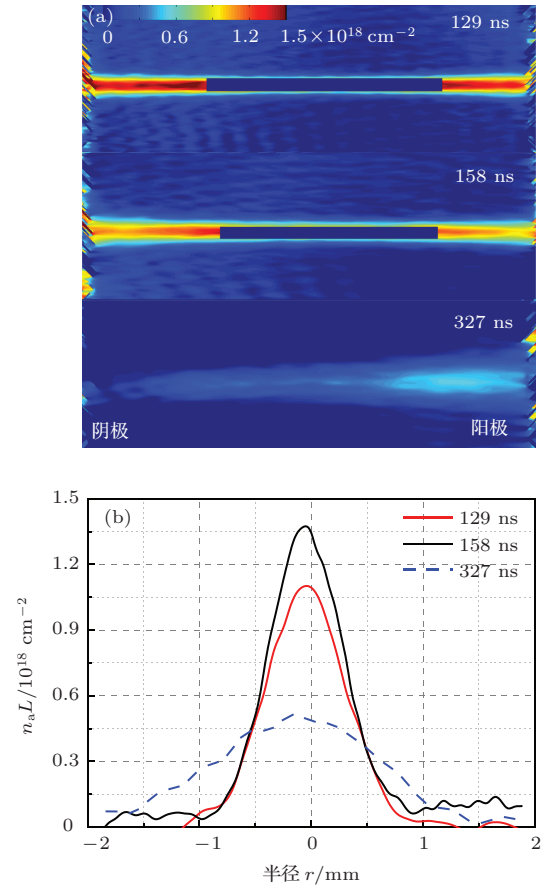 (a)
0 0.6 1.2 1.5×10¹⁸ cm⁻²
129 ns
158 ns
327 ns
阴极 阳极
(b)
129 ns
158 ns
327 ns
1.5
1.2
0.9
0.6
0.3
0
nₐL/10¹⁸ cm⁻²
−2 −1 0 1 2
半径 r/mm